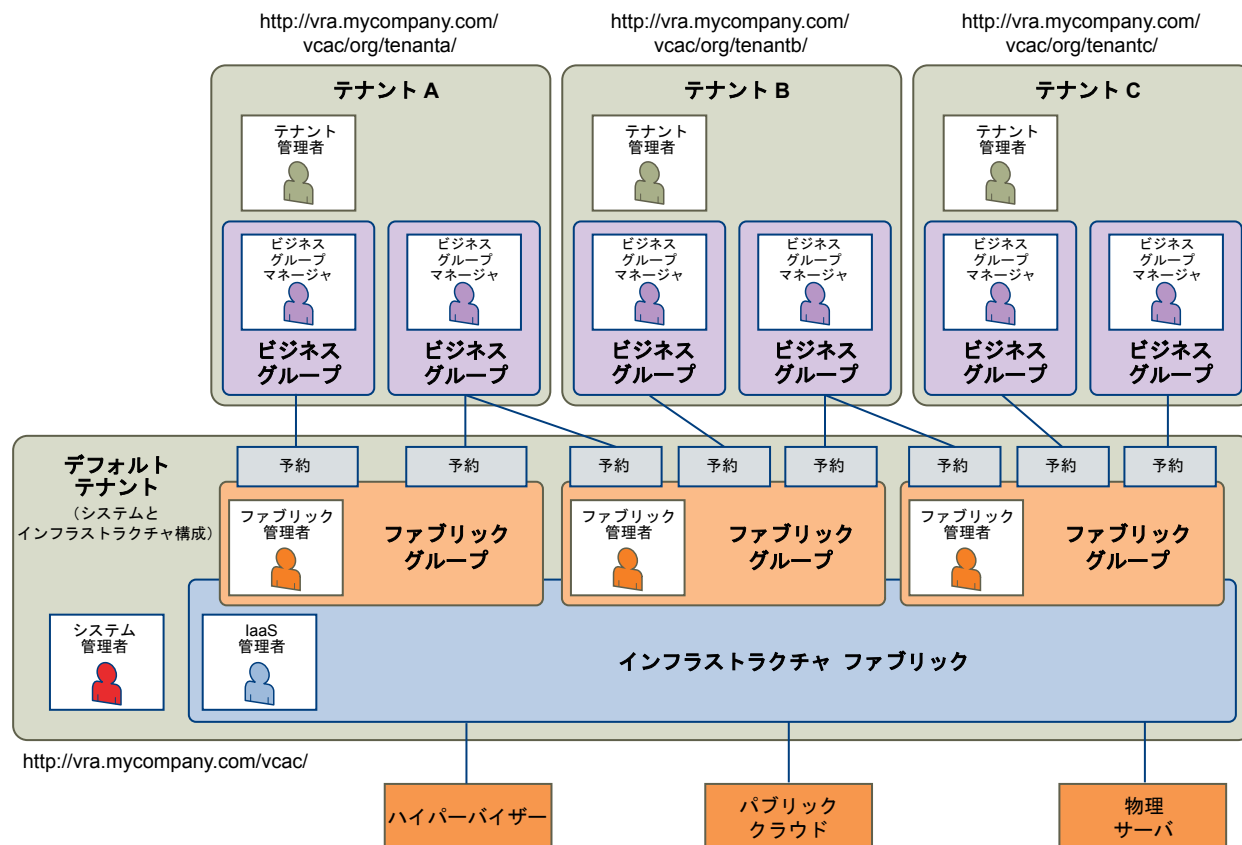 http://vra.mycompany.com/
vcac/org/tenanta/
http://vra.mycompany.com/
vcac/org/tenantb/
http://vra.mycompany.com/
vcac/org/tenantc/
テナント A
テナント B
テナント C
テナント
管理者
テナント
管理者
テナント
管理者
ビジネス
グループ
マネージャ
ビジネス
グループ
マネージャ
ビジネス
グループ
マネージャ
ビジネス
グループ
マネージャ
ビジネス
グループ
マネージャ
ビジネス
グループ
マネージャ
ビジネス
グループ
ビジネス
グループ
ビジネス
グループ
ビジネス
グループ
ビジネス
グループ
ビジネス
グループ
デフォルト
テナント
（システムと
インフラストラクチャ構成）
予約
予約
予約
予約
予約
予約
予約
予約
ファブリック
管理者
ファブリック
グループ
ファブリック
管理者
ファブリック
グループ
ファブリック
管理者
ファブリック
グループ
システム
管理者
IaaS
管理者
インフラストラクチャ ファブリック
http://vra.mycompany.com/vcac/
ハイパーバイザー
パブリック
クラウド
物理
サーバ